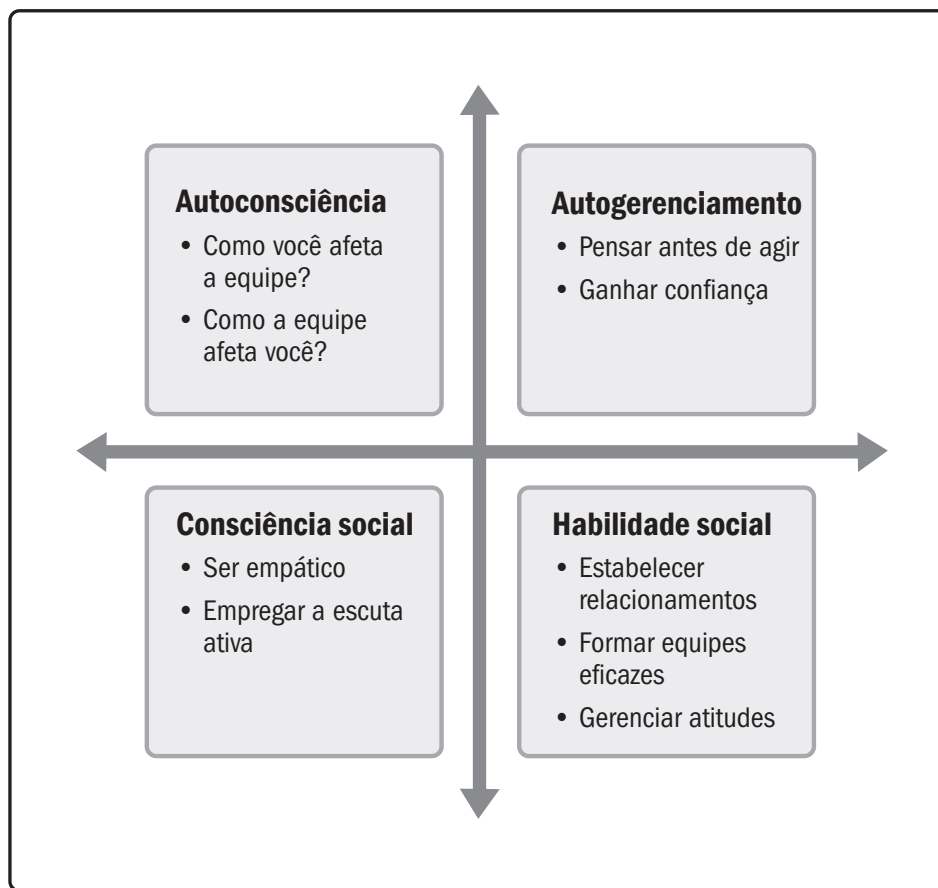 Autoconsciência
• Como você afeta
a equipe?
• Como a equipe
afeta você?
Autogerenciamento
• Pensar antes de agir
• Ganhar confiança
Consciência social
• Ser empático
• Empregar a escuta
ativa
Habilidade social
• Estabelecer
relacionamentos
• Formar equipes
eficazes
• Gerenciar atitudes